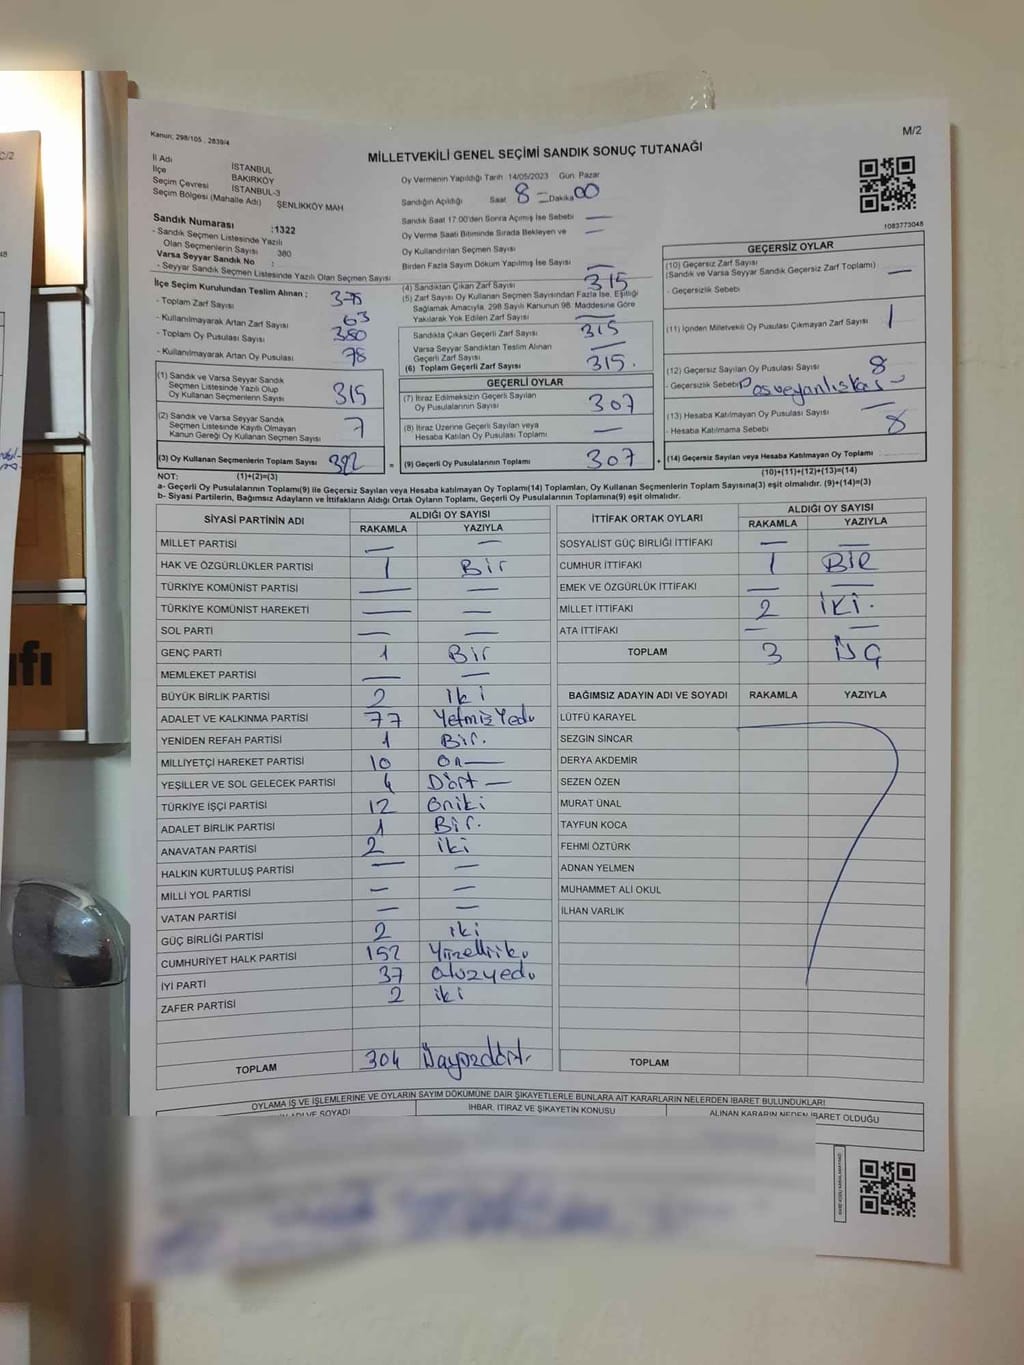 Kanun; 298/105 , 2839/4
M/2
MİLLETVEKİLİ GENEL SEÇİMİ SANDIK SONUÇ TUTANAĞI
İl Adı İSTANBUL
İlçe BAKIRKÖY
Seçim Çevresi İSTANBUL-3
Seçim Bölgesi (Mahalle Adı) ŞENLİKKÖY MAH
Sandık Numarası :1322
- Sandık Seçmen Listesinde Yazılı
Olan Seçmenlerin Sayısı 380
Varsa Seyyar Sandık No :
- Seyyar Sandık Seçmen Listesinde Yazılı Olan Seçmen Sayısı
İlçe Seçim Kurulundan Teslim Alınan :
- Toplam Zarf Sayısı 375
- Kullanılmayarak Artan Zarf Sayısı 63
- Toplam Oy Pusulası Sayısı 380
- Kullanılmayarak Artan Oy Pusulası 78
(1) Sandık ve Varsa Seyyar Sandık
Seçmen Listesinde Yazılı Olup
Oy Kullanan Seçmenlerin Sayısı 315
(2) Sandık ve Varsa Seyyar Sandık
Seçmen Listesinde Kayıtlı Olmayan
Kanun Gereği Oy Kullanan Seçmen Sayısı 7
(3) Oy Kullanan Seçmenlerin Toplam Sayısı 322 =
(1)+(2)=(3)
Oy Vermenin Yapıldığı Tarih 14/05/2023 Gün: Pazar
Sandığın Açıldığı Saat 8 = Dakika 00
Sandık Saat 17:00'den Sonra Açımış İse Sebebi —
Oy Verme Saati Bitiminde Sırada Bekleyen ve —
Oy Kullandırılan Seçmen Sayısı
Birden Fazla Sayım Döküm Yapılmış İse Sayısı —
(4) Sandıktan Çıkan Zarf Sayısı 315
(5) Zarf Sayısı Oy Kullanan Seçmen Sayısından Fazla İse, Eşitliği
Sağlamak Amacıyla, 298 Sayılı Kanunun 98. Maddesine Göre
Yakılarak Yok Edilen Zarf Sayısı —
Sandıkta Çıkan Geçerli Zarf Sayısı 315
Varsa Seyyar Sandıktan Teslim Alınan
Geçerli Zarf Sayısı —
(6) Toplam Geçerli Zarf Sayısı 315.
GEÇERLİ OYLAR
(7) İtiraz Edilmeksizin Geçerli Sayılan
Oy Pusulalarının Sayısı 307
(8) İtiraz Üzerine Geçerli Sayılan veya
Hesaba Katılan Oy Pusulası Toplamı —
(9) Geçerli Oy Pusulalarının Toplamı 307 +
1083773048
GEÇERSİZ OYLAR
(10) Geçersiz Zarf Sayısı
(Sandık ve Varsa Seyyar Sandık Geçersiz Zarf Toplamı) —
- Geçersizlik Sebebi
(11) İçinden Milletvekili Oy Pusulası Çıkmayan Zarf Sayısı 1
(12) Geçersiz Sayılan Oy Pusulası Sayısı 8
- Geçersizlik Sebebi
(13) Hesaba Katılmayan Oy Pusulası Sayısı —
- Hesaba Katılmama Sebebi 8
(14) Geçersiz Sayılan veya Hesaba Katılmayan Oy Toplamı
(10)+(11)+(12)+(13)=(14)
NOT:
a- Geçerli Oy Pusulalarının Toplamı(9) ile Geçersiz Sayılan veya Hesaba katılmayan Oy Toplamı(14) Toplamları, Oy Kullanan Seçmenlerin Toplam Sayısına(3) eşit olmalıdır. (9)+(14)=(3)
b- Siyasi Partilerin, Bağımsız Adayların ve İttifakların Aldığı Ortak Oyların Toplamı, Geçerli Oy Pusulalarının Toplamına(9) eşit olmalıdır.
SİYASİ PARTİNİN ADI ALDIĞI OY SAYISI
RAKAMLA YAZIYLA
MİLLET PARTİSİ — —
HAK VE ÖZGÜRLÜKLER PARTİSİ 1 Bir
TÜRKİYE KOMÜNİST PARTİSİ — —
TÜRKİYE KOMÜNİST HAREKETİ — —
SOL PARTİ — —
GENÇ PARTİ 1 Bir
MEMLEKET PARTİSİ — —
BÜYÜK BİRLİK PARTİSİ 2 İki
ADALET VE KALKINMA PARTİSİ 77 Yetmiş Yedi
YENİDEN REFAH PARTİSİ 1 Bir.
MİLLİYETÇİ HAREKET PARTİSİ 10 On—
YEŞİLLER VE SOL GELECEK PARTİSİ 4 Dört —
TÜRKİYE İŞÇİ PARTİSİ 12 Oniki
ADALET BİRLİK PARTİSİ 1 Bir.
ANAVATAN PARTİSİ 2 iki
HALKIN KURTULUŞ PARTİSİ — —
MİLLİ YOL PARTİSİ — —
VATAN PARTİSİ — —
GÜÇ BİRLİĞİ PARTİSİ 2 iki
CUMHURİYET HALK PARTİSİ 152 Yüzelliiki
İYİ PARTİ 37 otuzyedi
ZAFER PARTİSİ 2 iki
TOPLAM 304 Üçyüzdört.
İTTİFAK ORTAK OYLARI ALDIĞI OY SAYISI
RAKAMLA YAZIYLA
SOSYALİST GÜÇ BİRLİĞİ İTTİFAKI — —
CUMHUR İTTİFAKI 1 BİR
EMEK VE ÖZGÜRLÜK İTTİFAKI — —
MİLLET İTTİFAKI 2 İKİ.
ATA İTTİFAKI — —
TOPLAM 3 ÜÇ
BAĞIMSIZ ADAYIN ADI VE SOYADI RAKAMLA YAZIYLA
LÜTFÜ KARAYEL
SEZGİN SİNCAR
DERYA AKDEMİR
SEZEN ÖZEN
MURAT ÜNAL
TAYFUN KOCA
FEHMİ ÖZTÜRK
ADNAN YELMEN
MUHAMMET ALİ OKUL
İLHAN VARLIK
TOPLAM
OYLAMA İŞ VE İŞLEMLERİNE VE OYLARIN SAYIM DÖKÜMÜNE DAİR ŞİKAYETLERLE BUNLARA AİT KARARLARIN NELERDEN İBARET BULUNDUKLARI
ADI VE SOYADI İHBAR, İTİRAZ VE ŞİKAYETİN KONUSU ALINAN KARARIN NEDEN İBARET OLDUĞU